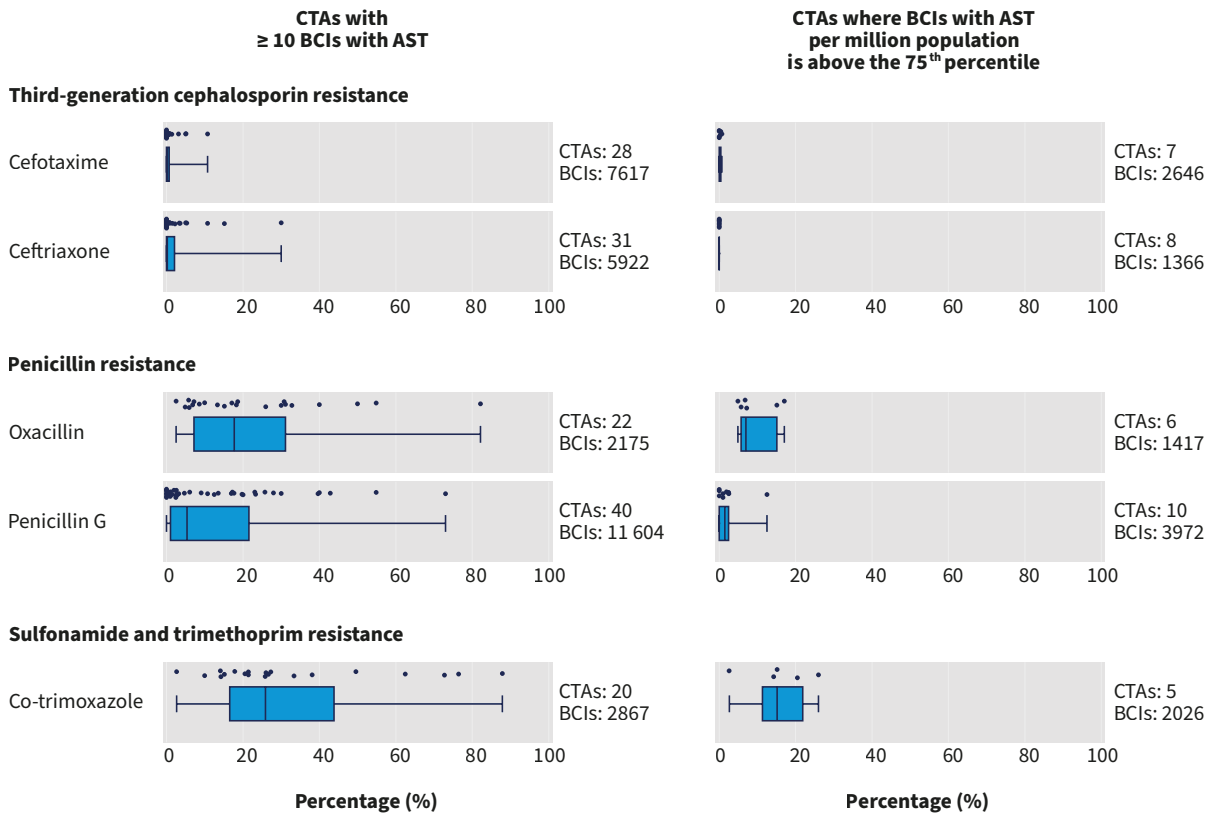 CTAs with
≥ 10 BCIs with AST
CTAs where BCIs with AST
per million population
is above the 75th percentile
Third-generation cephalosporin resistance
Cefotaxime
CTAs: 28
BCIs: 7617
CTAs: 7
BCIs: 2646
Ceftriaxone
CTAs: 31
BCIs: 5922
CTAs: 8
BCIs: 1366
0 20 40 60 80 100
0 20 40 60 80 100
Penicillin resistance
Oxacillin
CTAs: 22
BCIs: 2175
CTAs: 6
BCIs: 1417
Penicillin G
CTAs: 40
BCIs: 11 604
CTAs: 10
BCIs: 3972
0 20 40 60 80 100
0 20 40 60 80 100
Sulfonamide and trimethoprim resistance
Co-trimoxazole
CTAs: 20
BCIs: 2867
CTAs: 5
BCIs: 2026
0 20 40 60 80 100
0 20 40 60 80 100
Percentage (%)
Percentage (%)